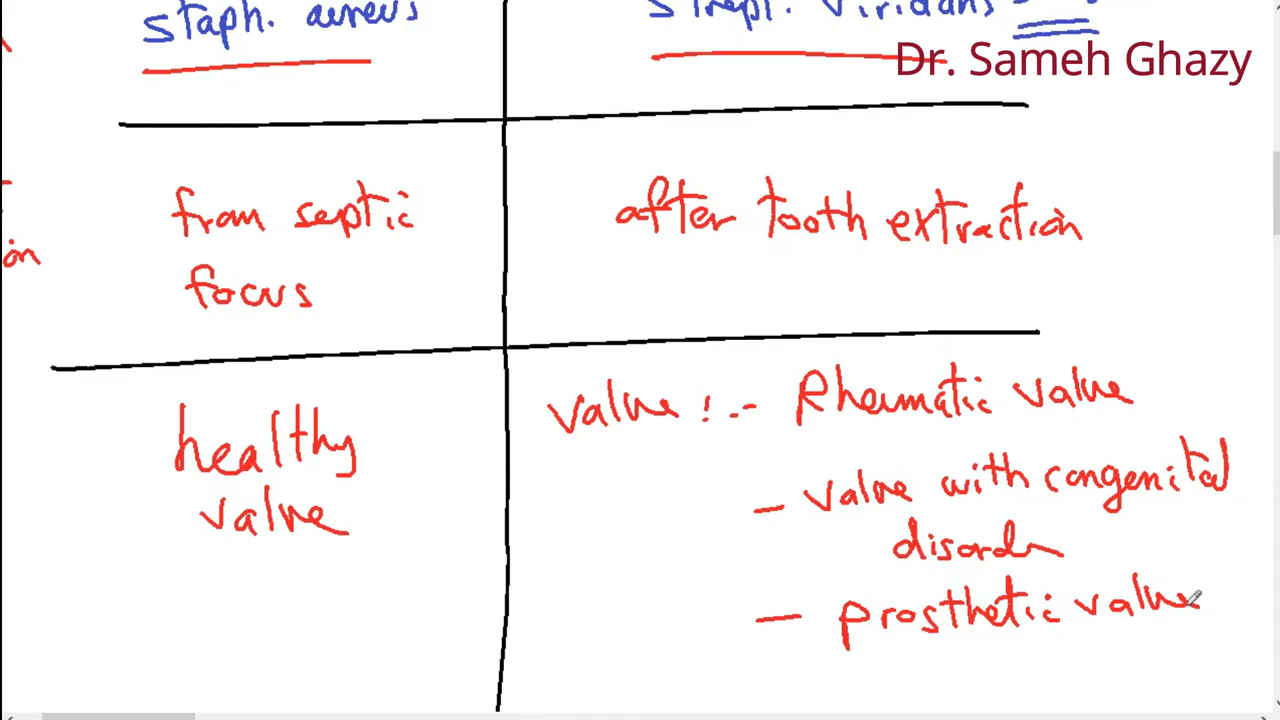 staph. aureus
strept. viridans
Dr. Sameh Ghazy
on
from septic
focus
after tooth extraction
healthy
valve
valve :- Rheumatic valve
- valve with congenital
disorder
- prosthetic valve